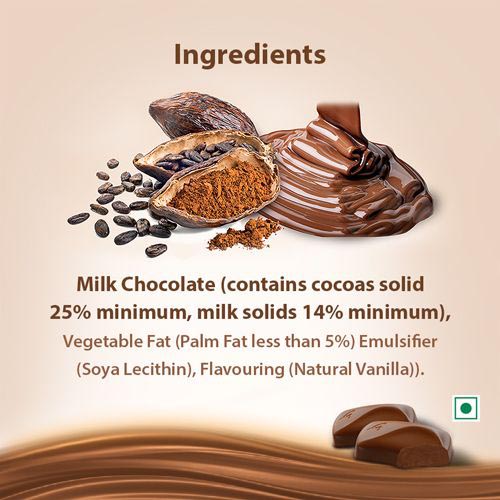 Ingredients
Milk Chocolate (contains cocoas solid
25% minimum, milk solids 14% minimum),
Vegetable Fat (Palm Fat less than 5%) Emulsifier
(Soya Lecithin), Flavouring (Natural Vanilla)).